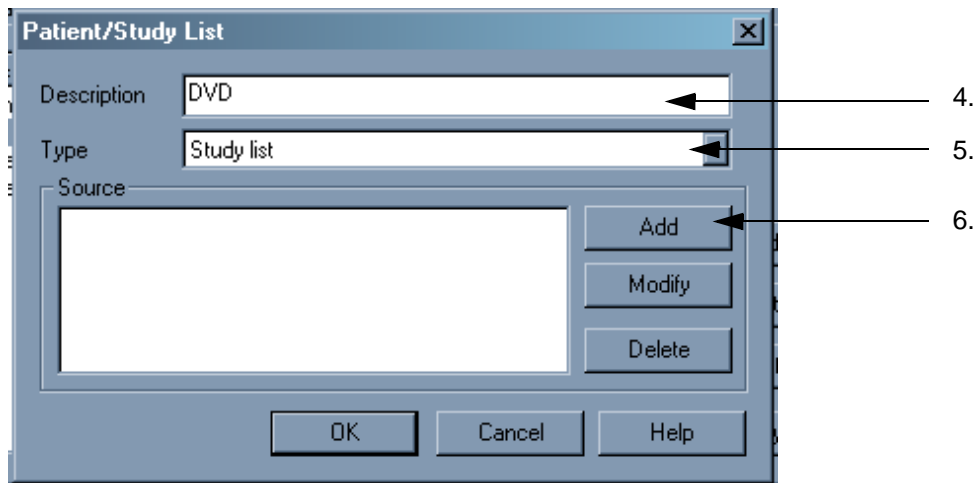 Patient/Study List
Description DVD 4.
Type Study list 5.
Source
Add 6.
Modify
Delete
OK Cancel Help